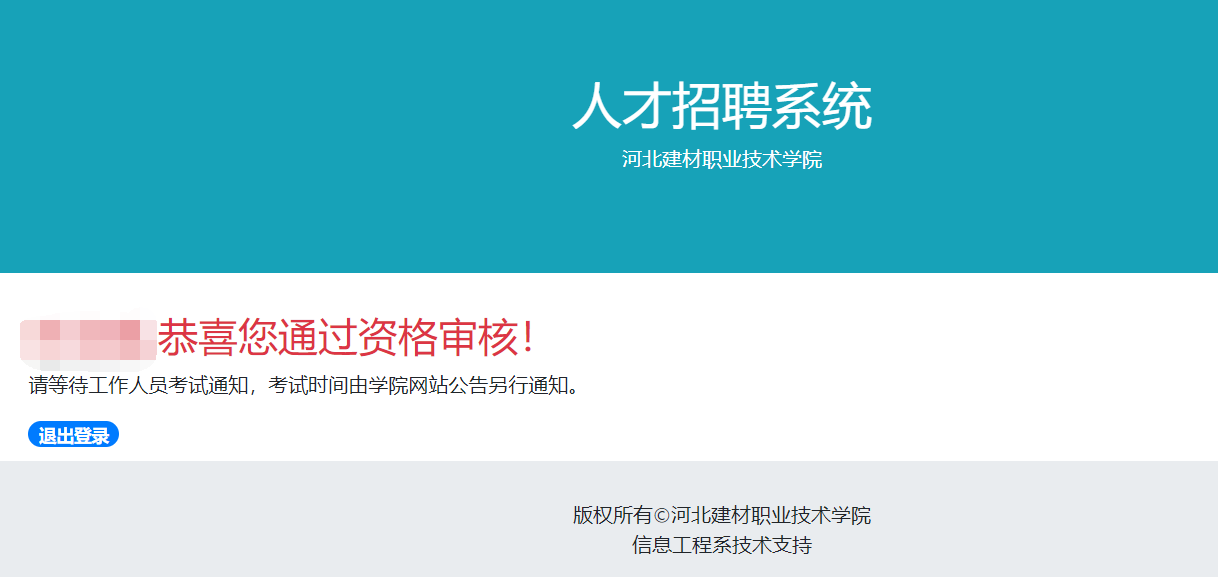 人才招聘系统
河北建材职业技术学院
恭喜您通过资格审核！
请等待工作人员考试通知，考试时间由学院网站公告另行通知。
退出登录
版权所有©河北建材职业技术学院
信息工程系技术支持